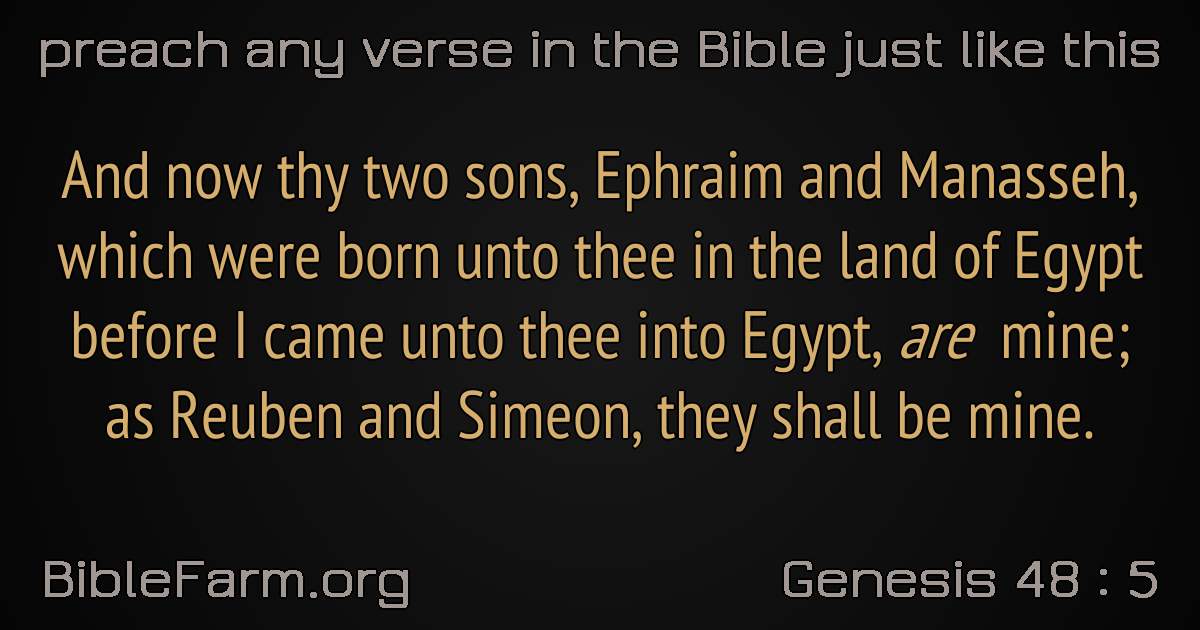 preach any verse in the Bible just like this
And now thy two sons, Ephraim and Manasseh,
which were born unto thee in the land of Egypt
before I came unto thee into Egypt, are mine;
as Reuben and Simeon, they shall be mine.
BibleFarm.org
Genesis 48 : 5